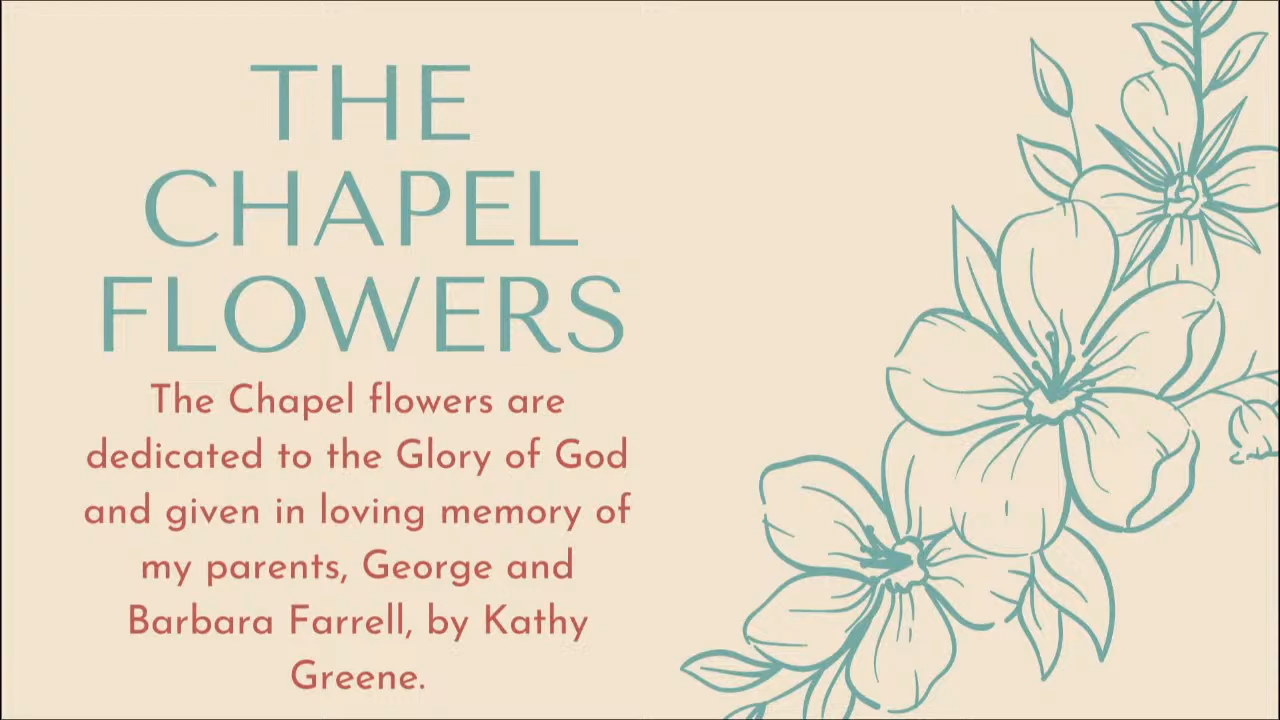 THE
CHAPEL
FLOWERS
The Chapel flowers are
dedicated to the Glory of God
and given in loving memory of
my parents, George and
Barbara Farrell, by Kathy
Greene.